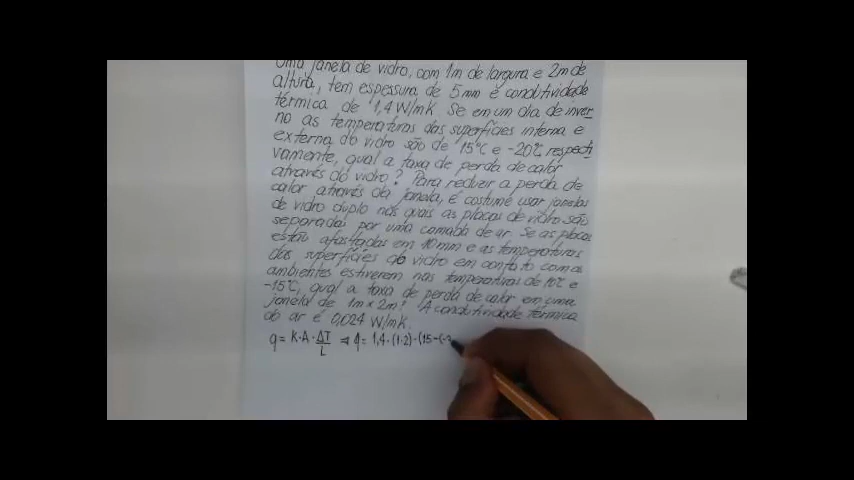 Uma janela de vidro, com 1m de largura e 2m de
altura, tem espessura de 5mm e condutividade
térmica de 1,4 W/mK. Se em um dia de inver
no as temperaturas das superfícies interna e
externa do vidro são de 15°C e -20°C, respecti
vamente, qual a taxa de perda de calor
através do vidro? Para reduzir a perda de
calor através da janela, é costume usar janelas
de vidro duplo nas quais as placas de vidro são
separadas por uma camada de ar. Se as placas
estão afastadas em 10mm e as temperaturas
das superfícies do vidro em contato com os
ambientes estiverem nas temperaturas de 10°C e
-15°C, qual a taxa de perda de calor em uma
janela de 1m x 2m? A condutividade térmica
do ar é 0,024 W/mK.
q = K·A·ΔT/L ⇒ q = 1,4·(1·2)·(15-(-2